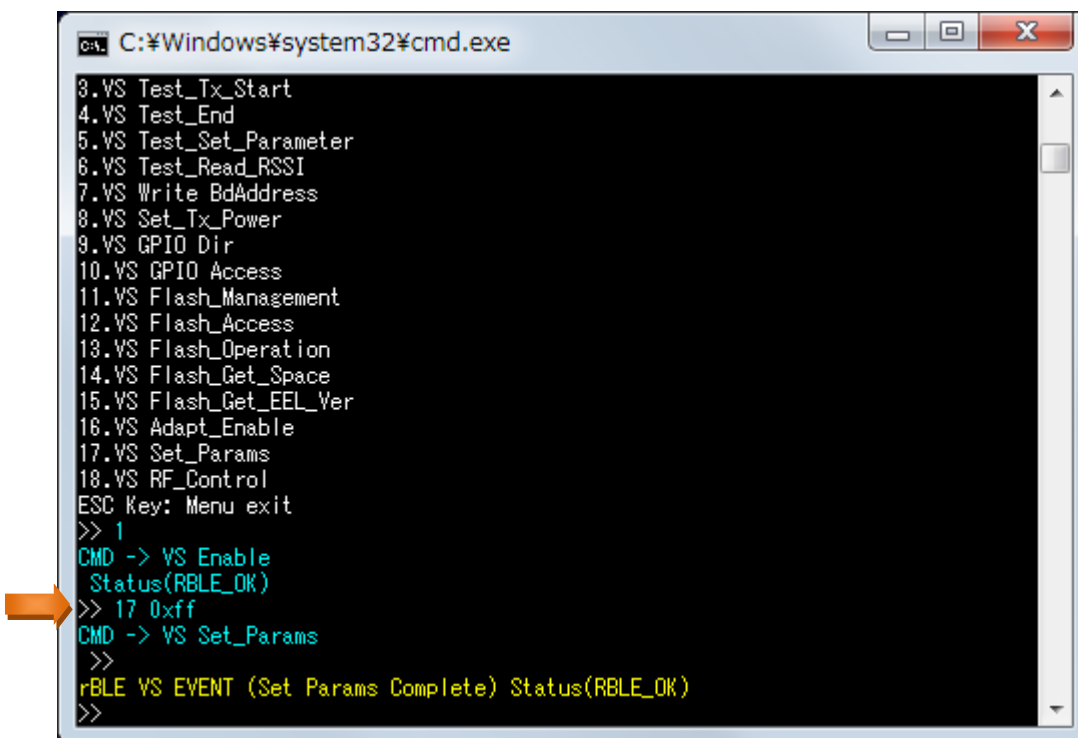 C:¥Windows¥system32¥cmd.exe
3.VS Test_Tx_Start
4.VS Test_End
5.VS Test_Set_Parameter
6.VS Test_Read_RSSI
7.VS Write BdAddress
8.VS Set_Tx_Power
9.VS GPIO Dir
10.VS GPIO Access
11.VS Flash_Management
12.VS Flash_Access
13.VS Flash_Operation
14.VS Flash_Get_Space
15.VS Flash_Get_EEL_Ver
16.VS Adapt_Enable
17.VS Set_Params
18.VS RF_Control
ESC Key: Menu exit
>> 1
CMD -> VS Enable
 Status(RBLE_OK)
>> 17 0xff
CMD -> VS Set_Params
 >>
rBLE VS EVENT (Set Params Complete) Status(RBLE_OK)
>>